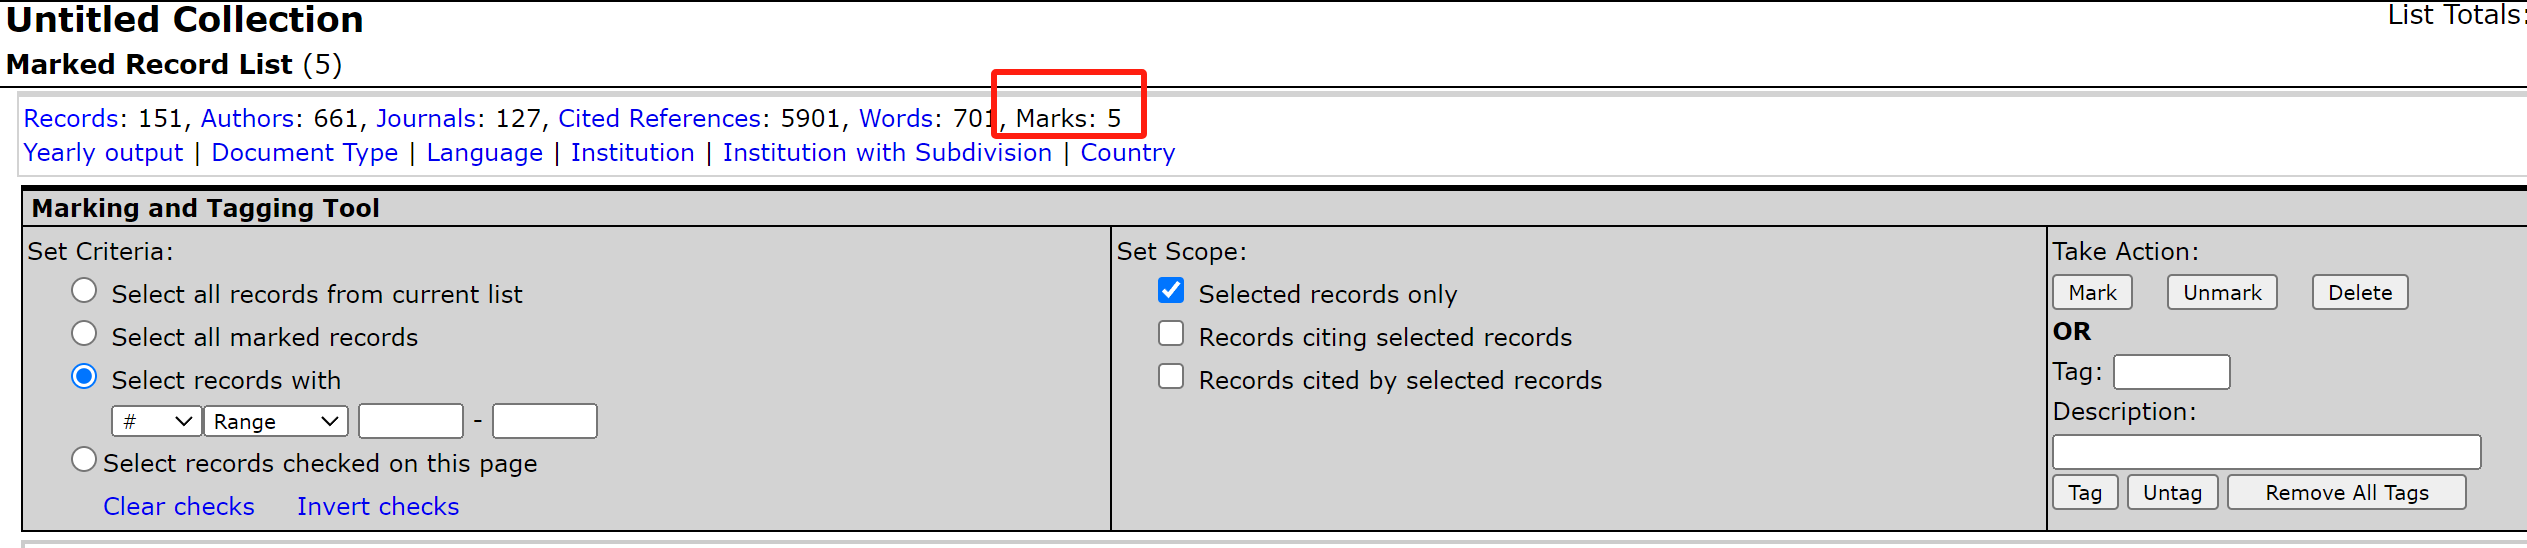 Untitled Collection
List Totals:
Marked Record List (5)
Records: 151, Authors: 661, Journals: 127, Cited References: 5901, Words: 701, Marks: 5
Yearly output | Document Type | Language | Institution | Institution with Subdivision | Country
Marking and Tagging Tool
Set Criteria:
Select all records from current list
Select all marked records
Select records with
# Range -
Select records checked on this page
Clear checks Invert checks
Set Scope:
Selected records only
Records citing selected records
Records cited by selected records
Take Action:
Mark Unmark Delete
OR
Tag:
Description:
Tag Untag Remove All Tags